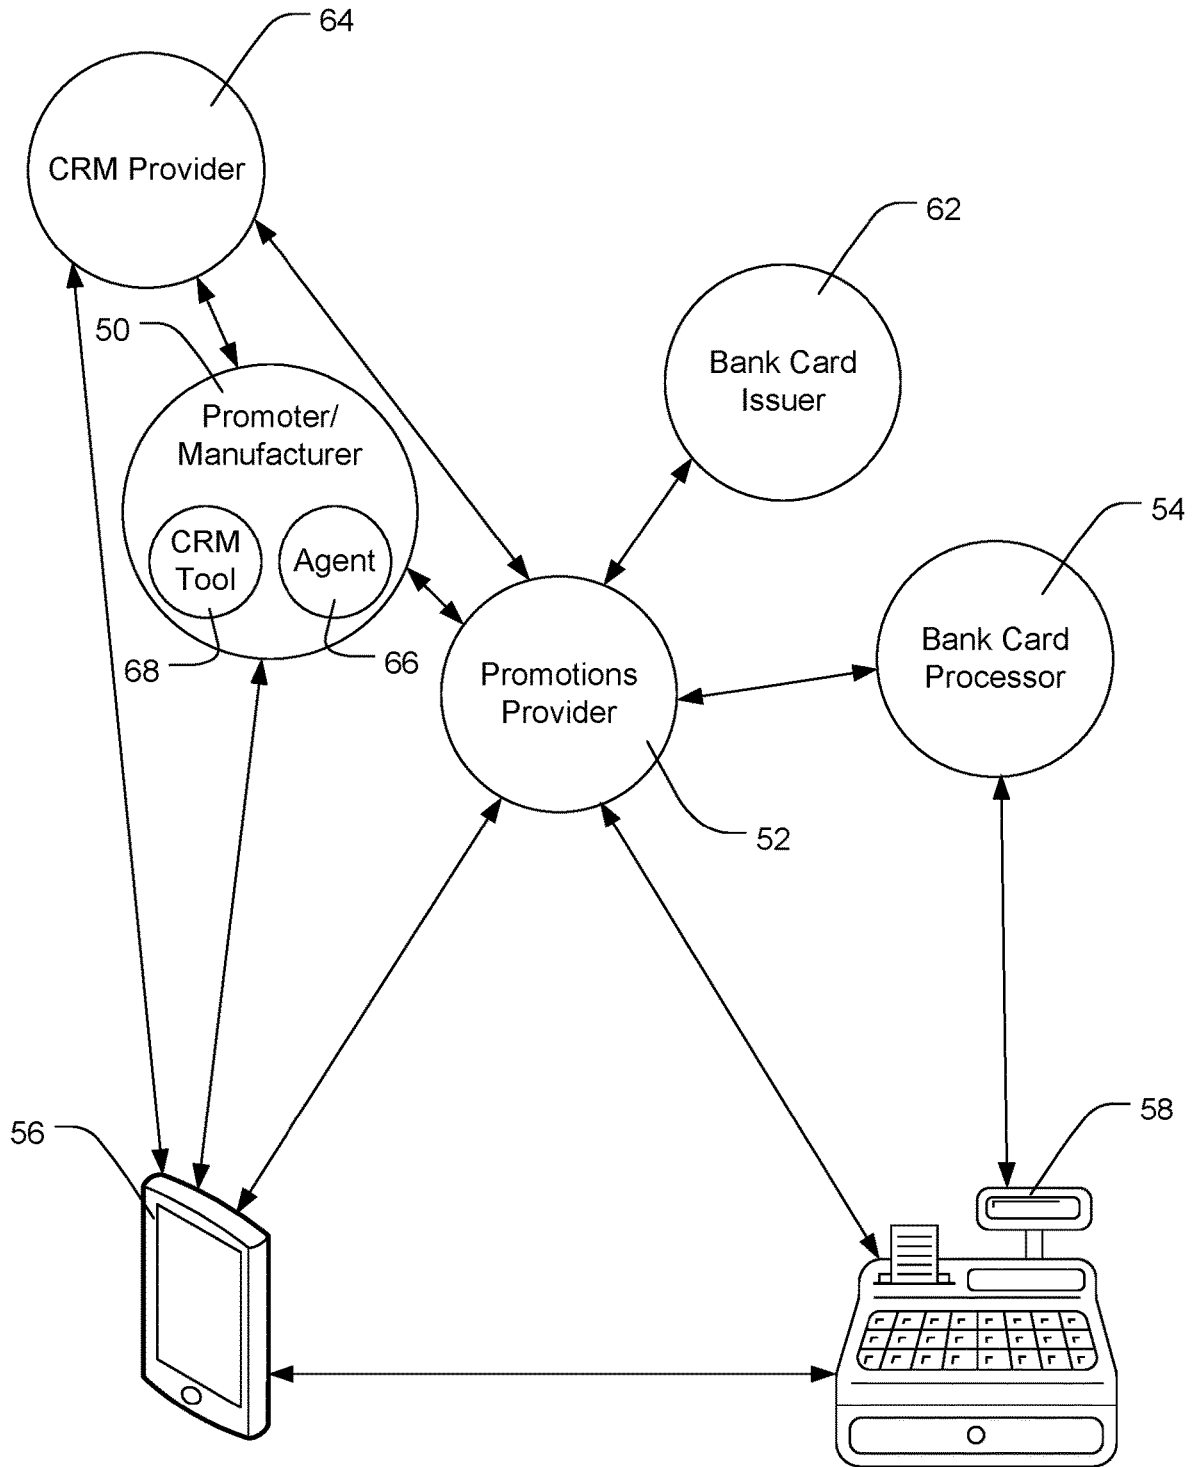 64
CRM Provider
62
50
Bank Card
Issuer
Promoter/
Manufacturer
54
CRM
Tool
Agent
Bank Card
Processor
68
66
Promotions
Provider
52
58
56